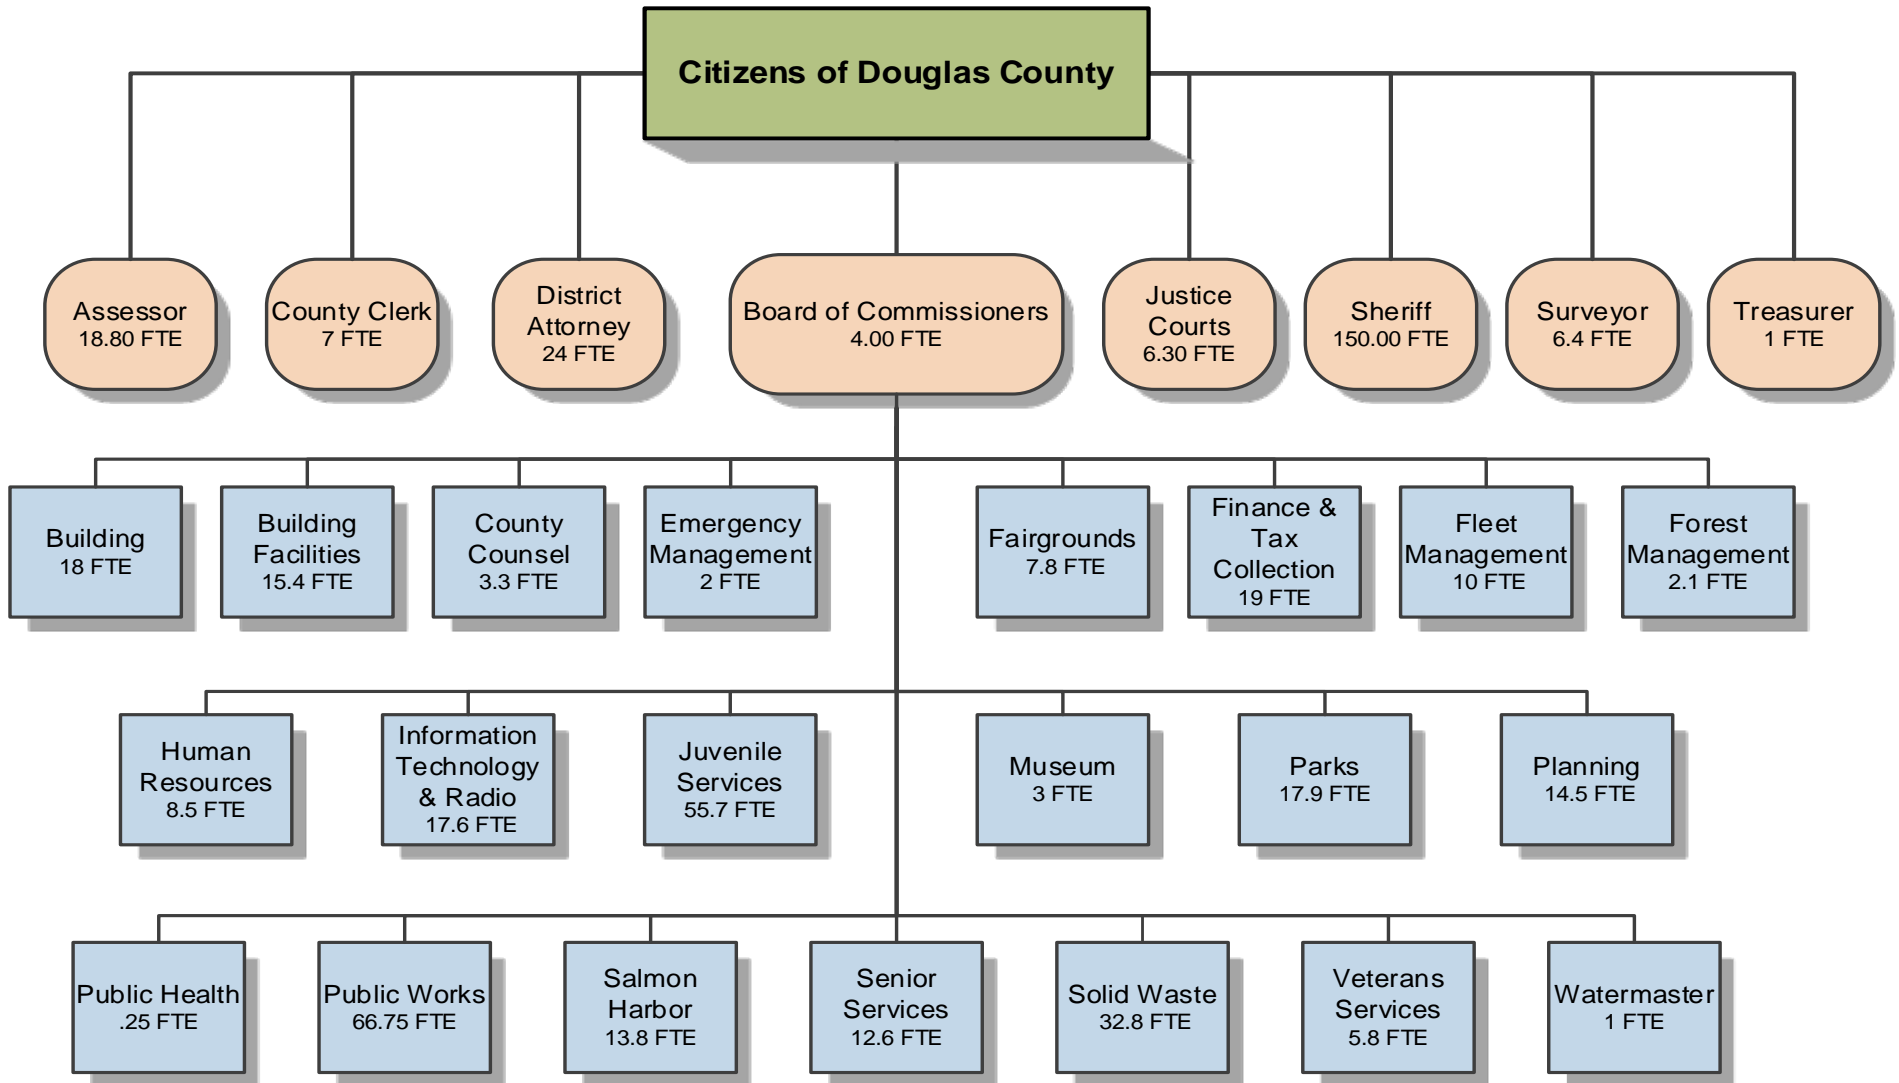 Citizens of Douglas County
Assessor
18.80 FTE
County Clerk
7 FTE
District
Attorney
24 FTE
Board of Commissioners
4.00 FTE
Justice
Courts
6.30 FTE
Sheriff
150.00 FTE
Surveyor
6.4 FTE
Treasurer
1 FTE
Building
18 FTE
Building
Facilities
15.4 FTE
County
Counsel
3.3 FTE
Emergency
Management
2 FTE
Fairgrounds
7.8 FTE
Finance &
Tax
Collection
19 FTE
Fleet
Management
10 FTE
Forest
Management
2.1 FTE
Human
Resources
8.5 FTE
Information
Technology
& Radio
17.6 FTE
Juvenile
Services
55.7 FTE
Museum
3 FTE
Parks
17.9 FTE
Planning
14.5 FTE
Public Health
.25 FTE
Public Works
66.75 FTE
Salmon
Harbor
13.8 FTE
Senior
Services
12.6 FTE
Solid Waste
32.8 FTE
Veterans
Services
5.8 FTE
Watermaster
1 FTE